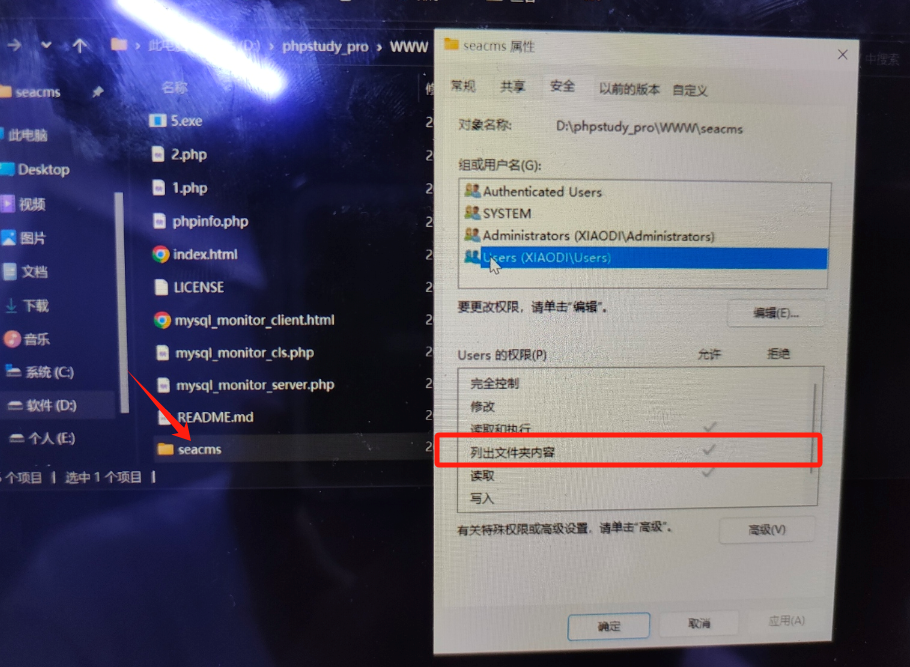 phpstudy_pro › WWW
seacms
此电脑
Desktop
视频
图片
文档
下载
音乐
系统 (C:)
软件 (D:)
个人 (E:)
个项目
选中 1 个项目
名称
5.exe
2.php
1.php
phpinfo.php
index.html
LICENSE
mysql_monitor_client.html
mysql_monitor_cls.php
mysql_monitor_server.php
README.md
seacms
seacms 属性
常规 共享 安全 以前的版本 自定义
对象名称: D:\phpstudy_pro\WWW\seacms
组或用户名(G):
Authenticated Users
SYSTEM
Administrators (XIAODI\Administrators)
Users (XIAODI\Users)
要更改权限，请单击"编辑"。 编辑(E)...
Users 的权限(P) 允许 拒绝
完全控制
修改
读取和执行
列出文件夹内容
读取
写入
有关特殊权限或高级设置，请单击"高级"。 高级(V)
确定 取消 应用(A)